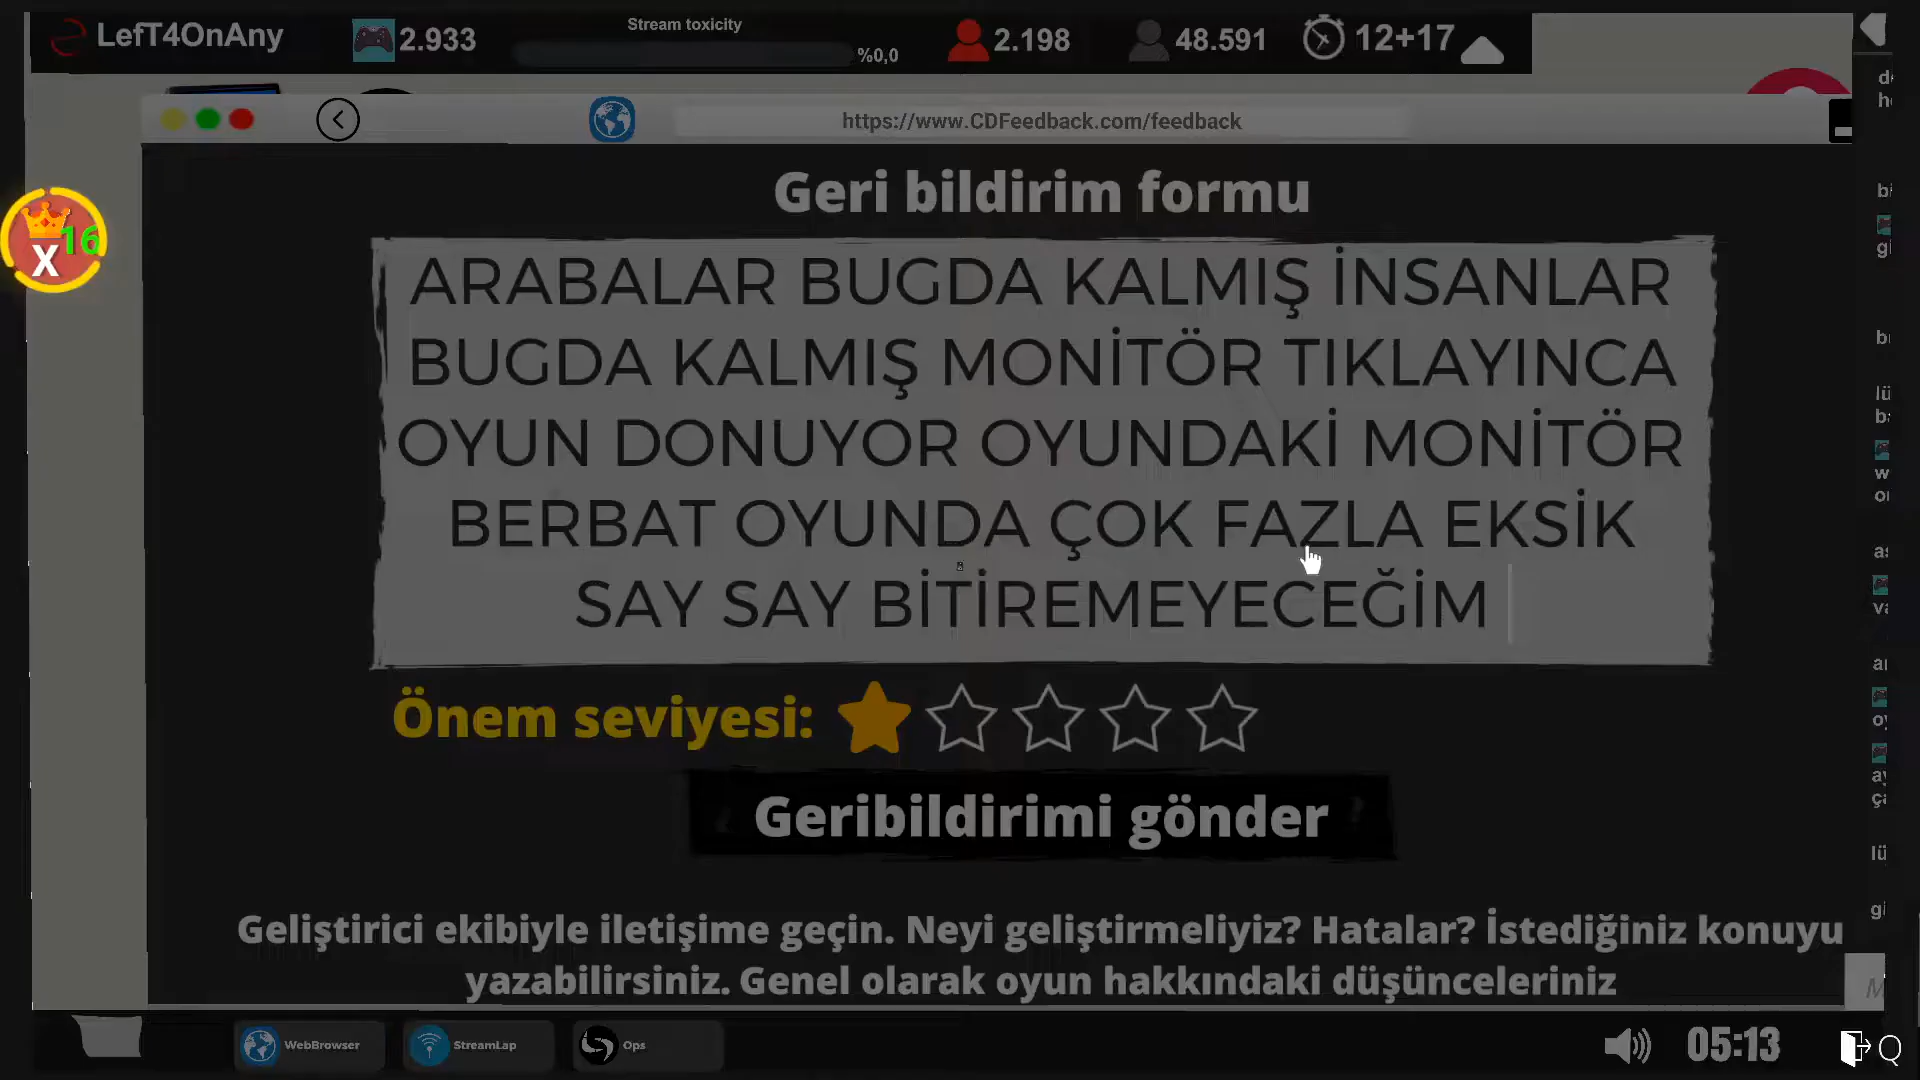 LefT4OnAny
2.933
Stream toxicity
%0,0
2.198
48.591
12+17
https://www.CDFeedback.com/feedback
Geri bildirim formu
X 16
ARABALAR BUGDA KALMIŞ İNSANLAR
BUGDA KALMIŞ MONİTÖR TIKLAYINCA
OYUN DONUYOR OYUNDAKİ MONİTÖR
BERBAT OYUNDA ÇOK FAZLA EKSİK
SAY SAY BİTİREMEYECEĞİM
Önem seviyesi:
Geribildirimi gönder
Geliştirici ekibiyle iletişime geçin. Neyi geliştirmeliyiz? Hatalar? İstediğiniz konuyu
yazabilirsiniz. Genel olarak oyun hakkındaki düşünceleriniz
WebBrowser
StreamLap
Ops
05:13
Q